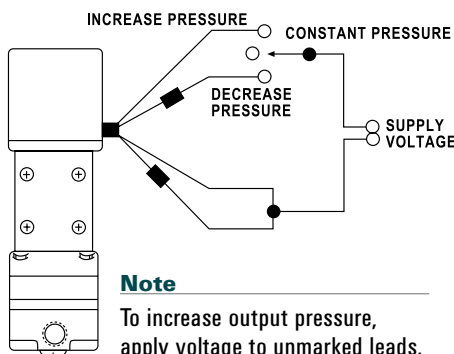 INCREASE PRESSURE
CONSTANT PRESSURE
DECREASE
PRESSURE
SUPPLY
VOLTAGE
Note
To increase output pressure,
apply voltage to unmarked leads.